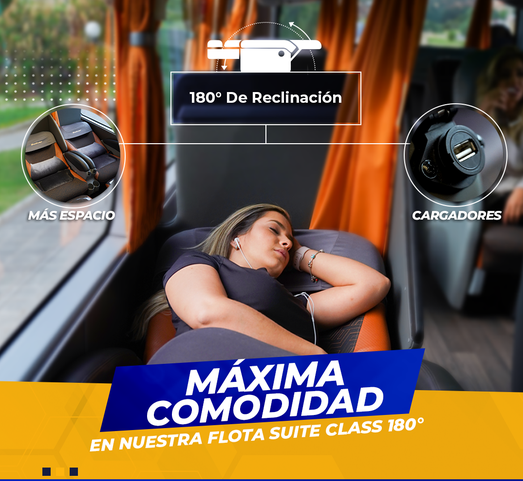 180° De Reclinación
MÁS ESPACIO
CARGADORES
MÁXIMA
COMODIDAD
EN NUESTRA FLOTA SUITE CLASS 180°